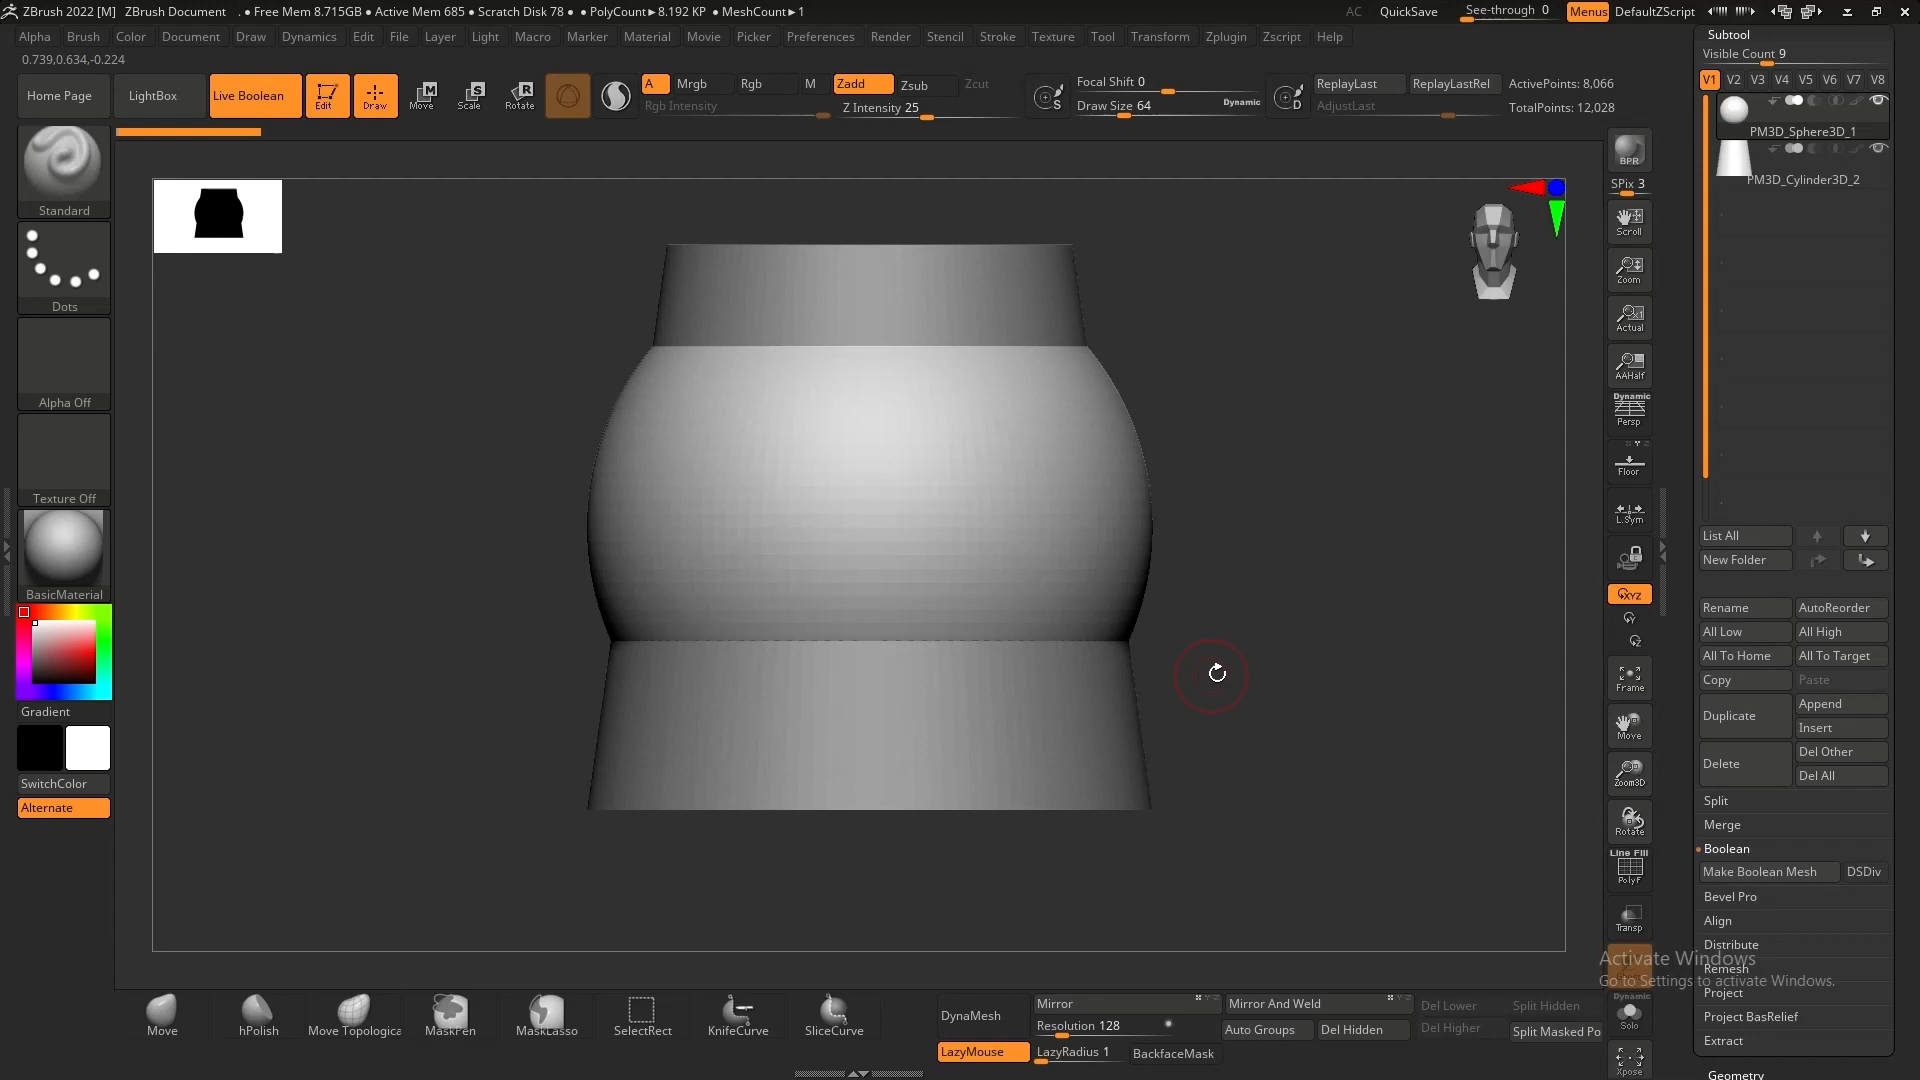 ZBrush 2022 [M] ZBrush Document . • Free Mem 8.715GB • Active Mem 685 • Scratch Disk 78 • • PolyCount►8.192 KP • MeshCount►1 AC QuickSave See-through 0 Menus DefaultZScript
Alpha Brush Color Document Draw Dynamics Edit File Layer Light Macro Marker Material Movie Picker Preferences Render Stencil Stroke Texture Tool Transform Zplugin Zscript Help
0.739,0.634,-0.224
Home Page LightBox Live Boolean Edit Draw Move Scale Rotate
A Mrgb Rgb M Zadd Zsub Zcut
Rgb Intensity Z Intensity 25
Focal Shift 0
Draw Size 64 Dynamic
ReplayLast ReplayLastRel ActivePoints: 8,066
AdjustLast TotalPoints: 12,028
Standard
Dots
Alpha Off
Texture Off
BasicMaterial
Gradient
SwitchColor
Alternate
BPR
SPix 3
Scroll
Zoom
Actual
AAHalf
Dynamic
Persp
Floor
L.Sym
XYZ
Frame
Move
Zoom3D
Rotate
Line Fill
PolyF
Transp
Dynamic
Solo
Xpose
Subtool
Visible Count 9
V1 V2 V3 V4 V5 V6 V7 V8
PM3D_Sphere3D_1
PM3D_Cylinder3D_2
List All
New Folder
Rename AutoReorder
All Low All High
All To Home All To Target
Copy Paste
Duplicate Append
Insert
Delete Del Other
Del All
Split
Merge
Boolean
Make Boolean Mesh DSDiv
Bevel Pro
Align
Distribute
Remesh
Project
Project BasRelief
Extract
Geometry
Activate Windows
Go to Settings to activate Windows.
Move hPolish Move Topologica MaskPen MaskLasso SelectRect KnifeCurve SliceCurve
DynaMesh
Mirror Mirror And Weld Del Lower Split Hidden
Resolution 128 Auto Groups Del Hidden Del Higher Split Masked Po
LazyMouse LazyRadius 1 BackfaceMask